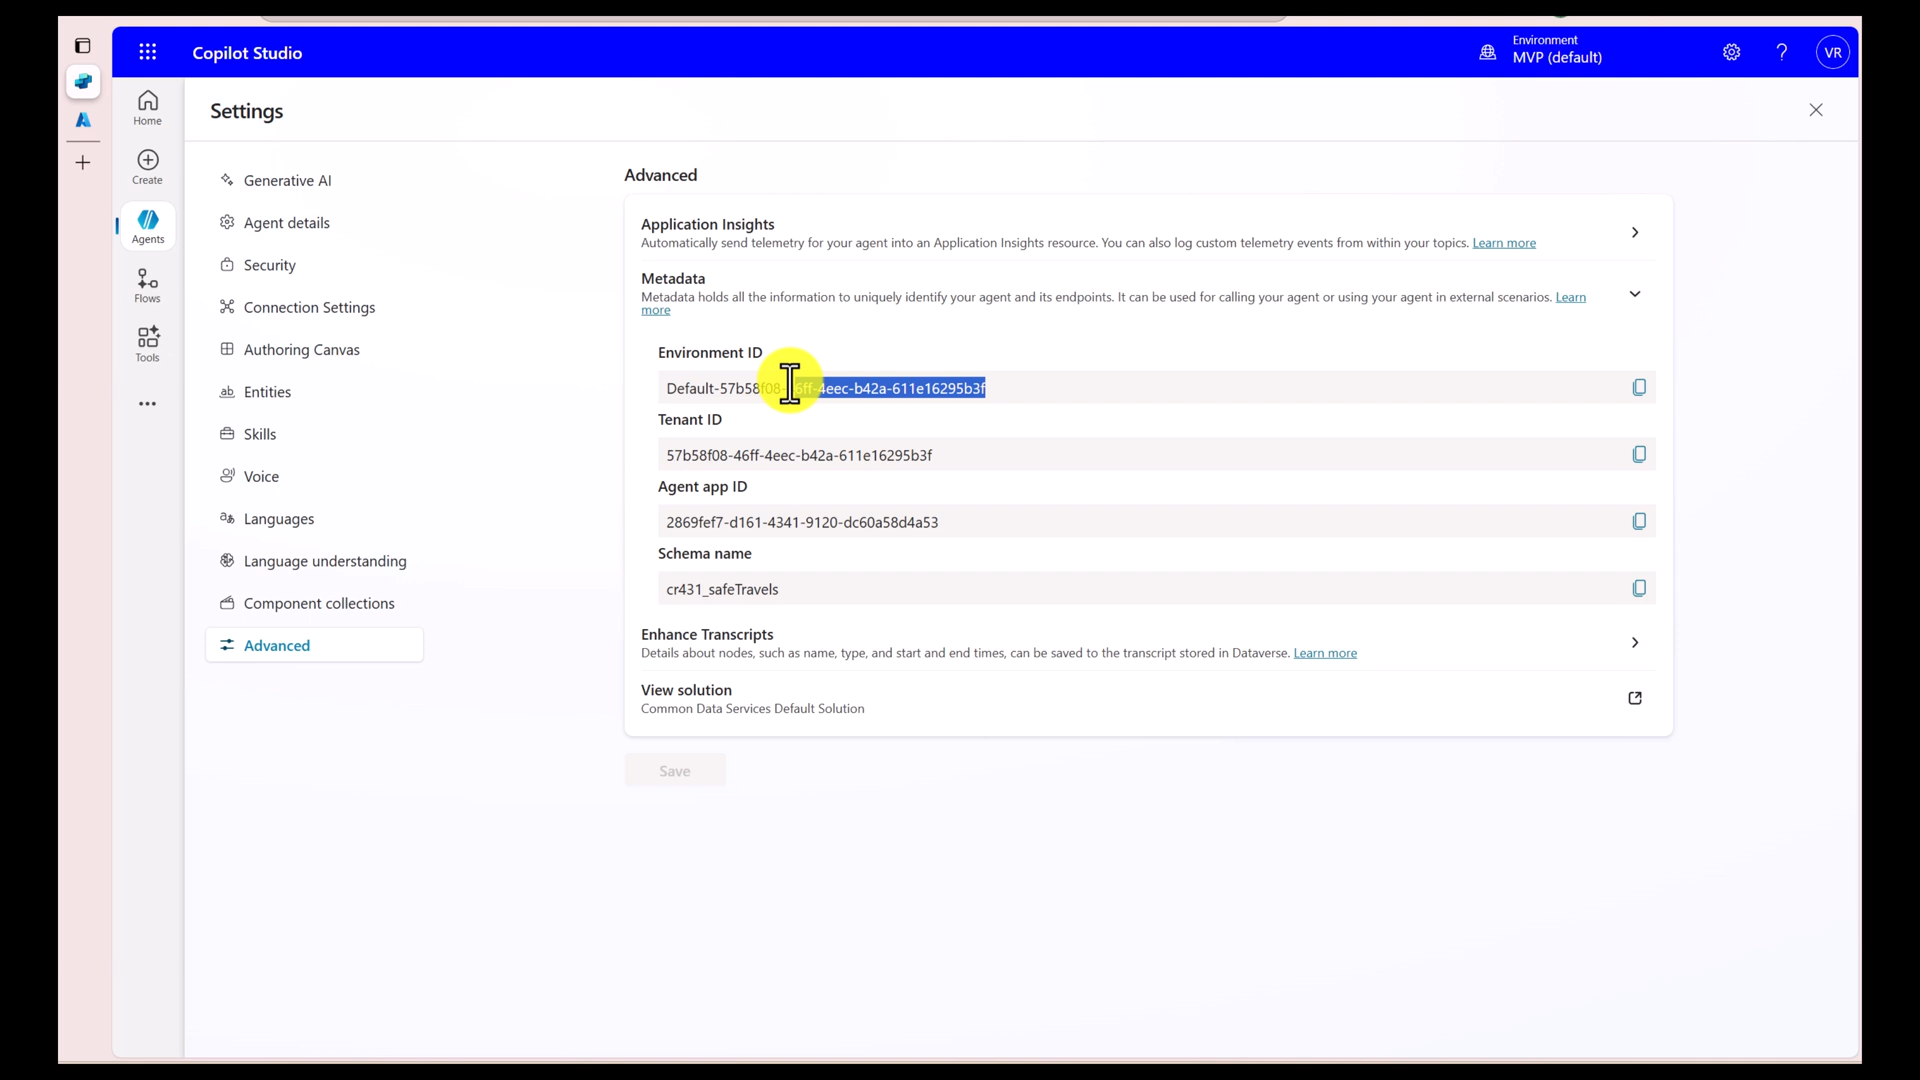 Copilot Studio
Environment
MVP (default)
?
VR
Home
Create
Agents
Flows
Tools
Settings
Generative AI
Agent details
Security
Connection Settings
Authoring Canvas
Entities
Skills
Voice
Languages
Language understanding
Component collections
Advanced
Advanced
Application Insights
Automatically send telemetry for your agent into an Application Insights resource. You can also log custom telemetry events from within your topics. Learn more
Metadata
Metadata holds all the information to uniquely identify your agent and its endpoints. It can be used for calling your agent or using your agent in external scenarios. Learn
more
Environment ID
Default-57b58f08-46ff-4eec-b42a-611e16295b3f
Tenant ID
57b58f08-46ff-4eec-b42a-611e16295b3f
Agent app ID
2869fef7-d161-4341-9120-dc60a58d4a53
Schema name
cr431_safeTravels
Enhance Transcripts
Details about nodes, such as name, type, and start and end times, can be saved to the transcript stored in Dataverse. Learn more
View solution
Common Data Services Default Solution
Save